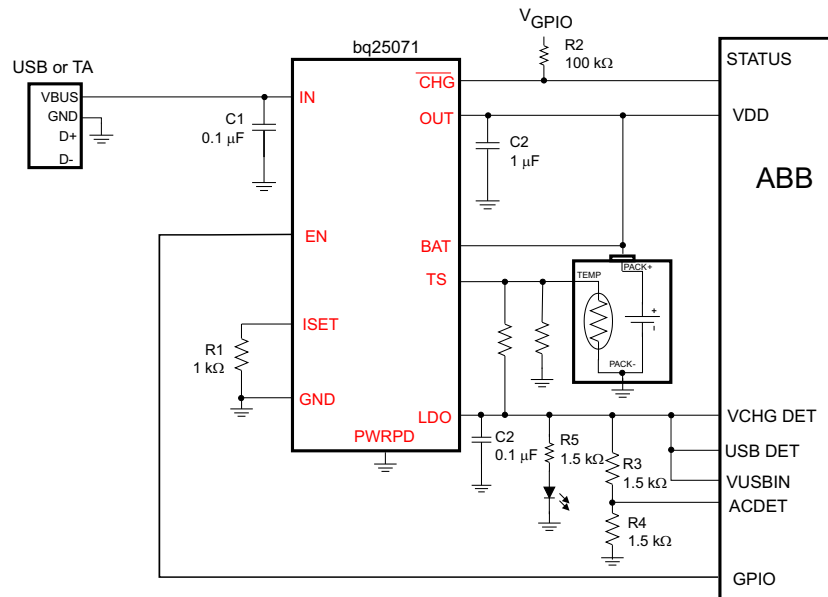 V GPIO
bq25071
R2
100 kΩ
STATUS
USB or TA
CHG
VBUS
IN
GND
C1
0.1 μF
OUT
VDD
D+
C2
1 μF
D-
ABB
EN
BAT
TS
TEMP
PACK+
+
-
ISET
R1
1 kΩ
PACK-
GND
LDO
VCHG DET
PWRPD
C2
0.1 μF
R5
1.5 kΩ
R3
1.5 kΩ
USB DET
VUSBIN
ACDET
R4
1.5 kΩ
GPIO